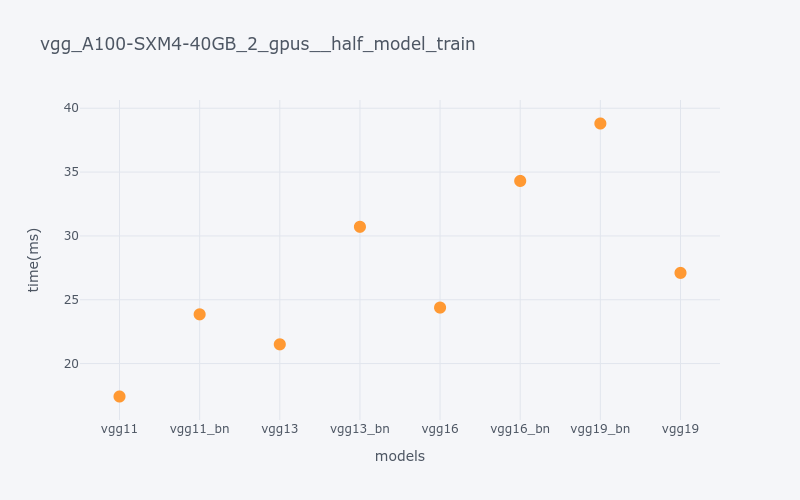 vgg_A100-SXM4-40GB_2_gpus__half_model_train
40
35
30
25
20
time(ms)
vgg11 vgg11_bn vgg13 vgg13_bn vgg16 vgg16_bn vgg19_bn vgg19
models